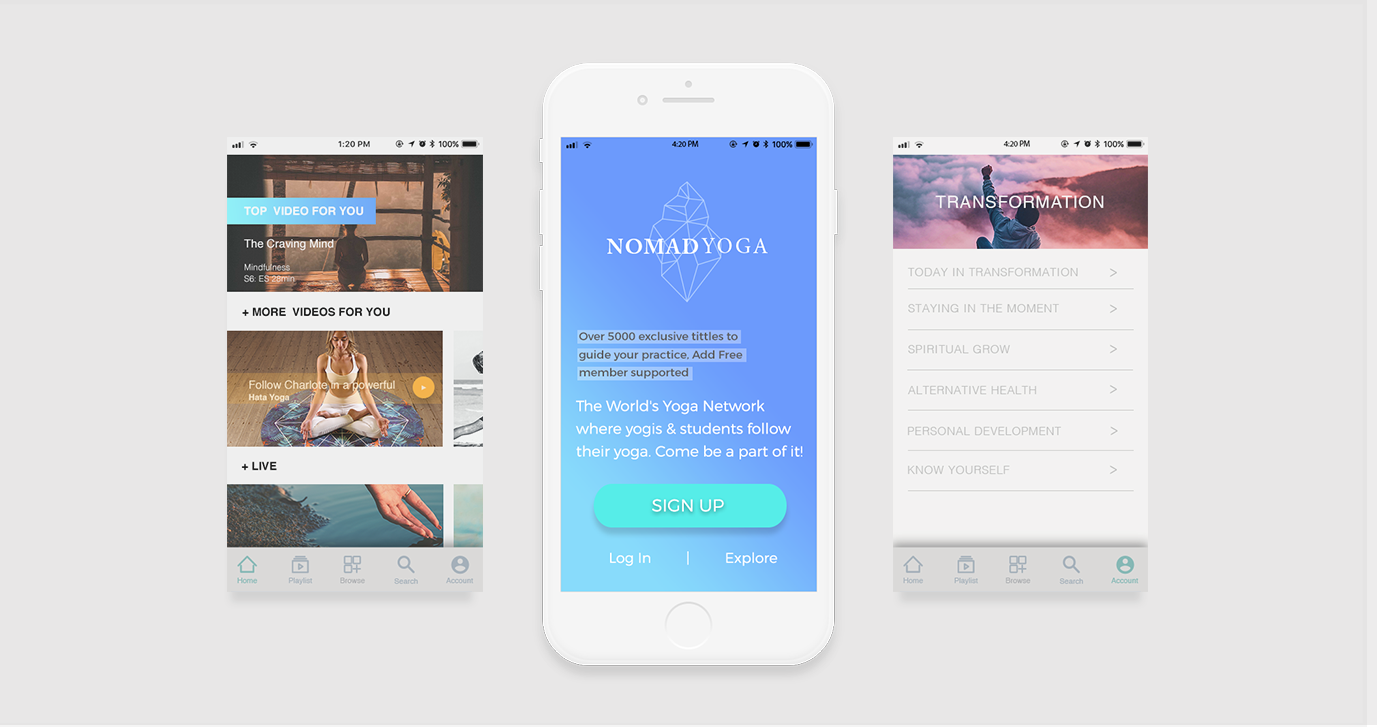 1:20 PM 100%
TOP VIDEO FOR YOU
The Craving Mind
Mindfulness
S6: ES 28min
+ MORE VIDEOS FOR YOU
Follow Charlote in a powerful
Hata Yoga
+ LIVE
Home Playlist Browse Search Account
4:20 PM 100%
NOMADYOGA
Over 5000 exclusive tittles to
guide your practice, Add Free
member supported
The World's Yoga Network
where yogis & students follow
their yoga. Come be a part of it!
SIGN UP
Log In | Explore
4:20 PM 100%
TRANSFORMATION
TODAY IN TRANSFORMATION >
STAYING IN THE MOMENT >
SPIRITUAL GROW >
ALTERNATIVE HEALTH >
PERSONAL DEVELOPMENT >
KNOW YOURSELF >
Home Playlist Browse Search Account